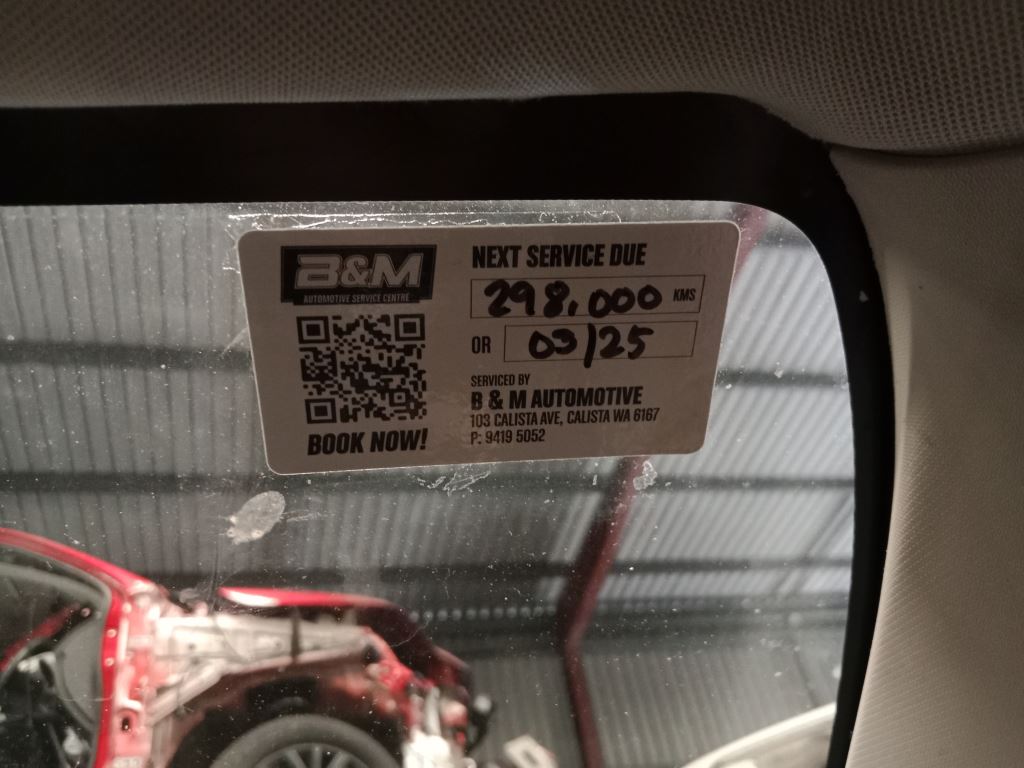 B&M
AUTOMOTIVE SERVICE CENTRE
BOOK NOW!
NEXT SERVICE DUE
298,000 KMS
OR 03/25
SERVICED BY
B & M AUTOMOTIVE
103 CALISTA AVE, CALISTA WA 6167
P: 9419 5052